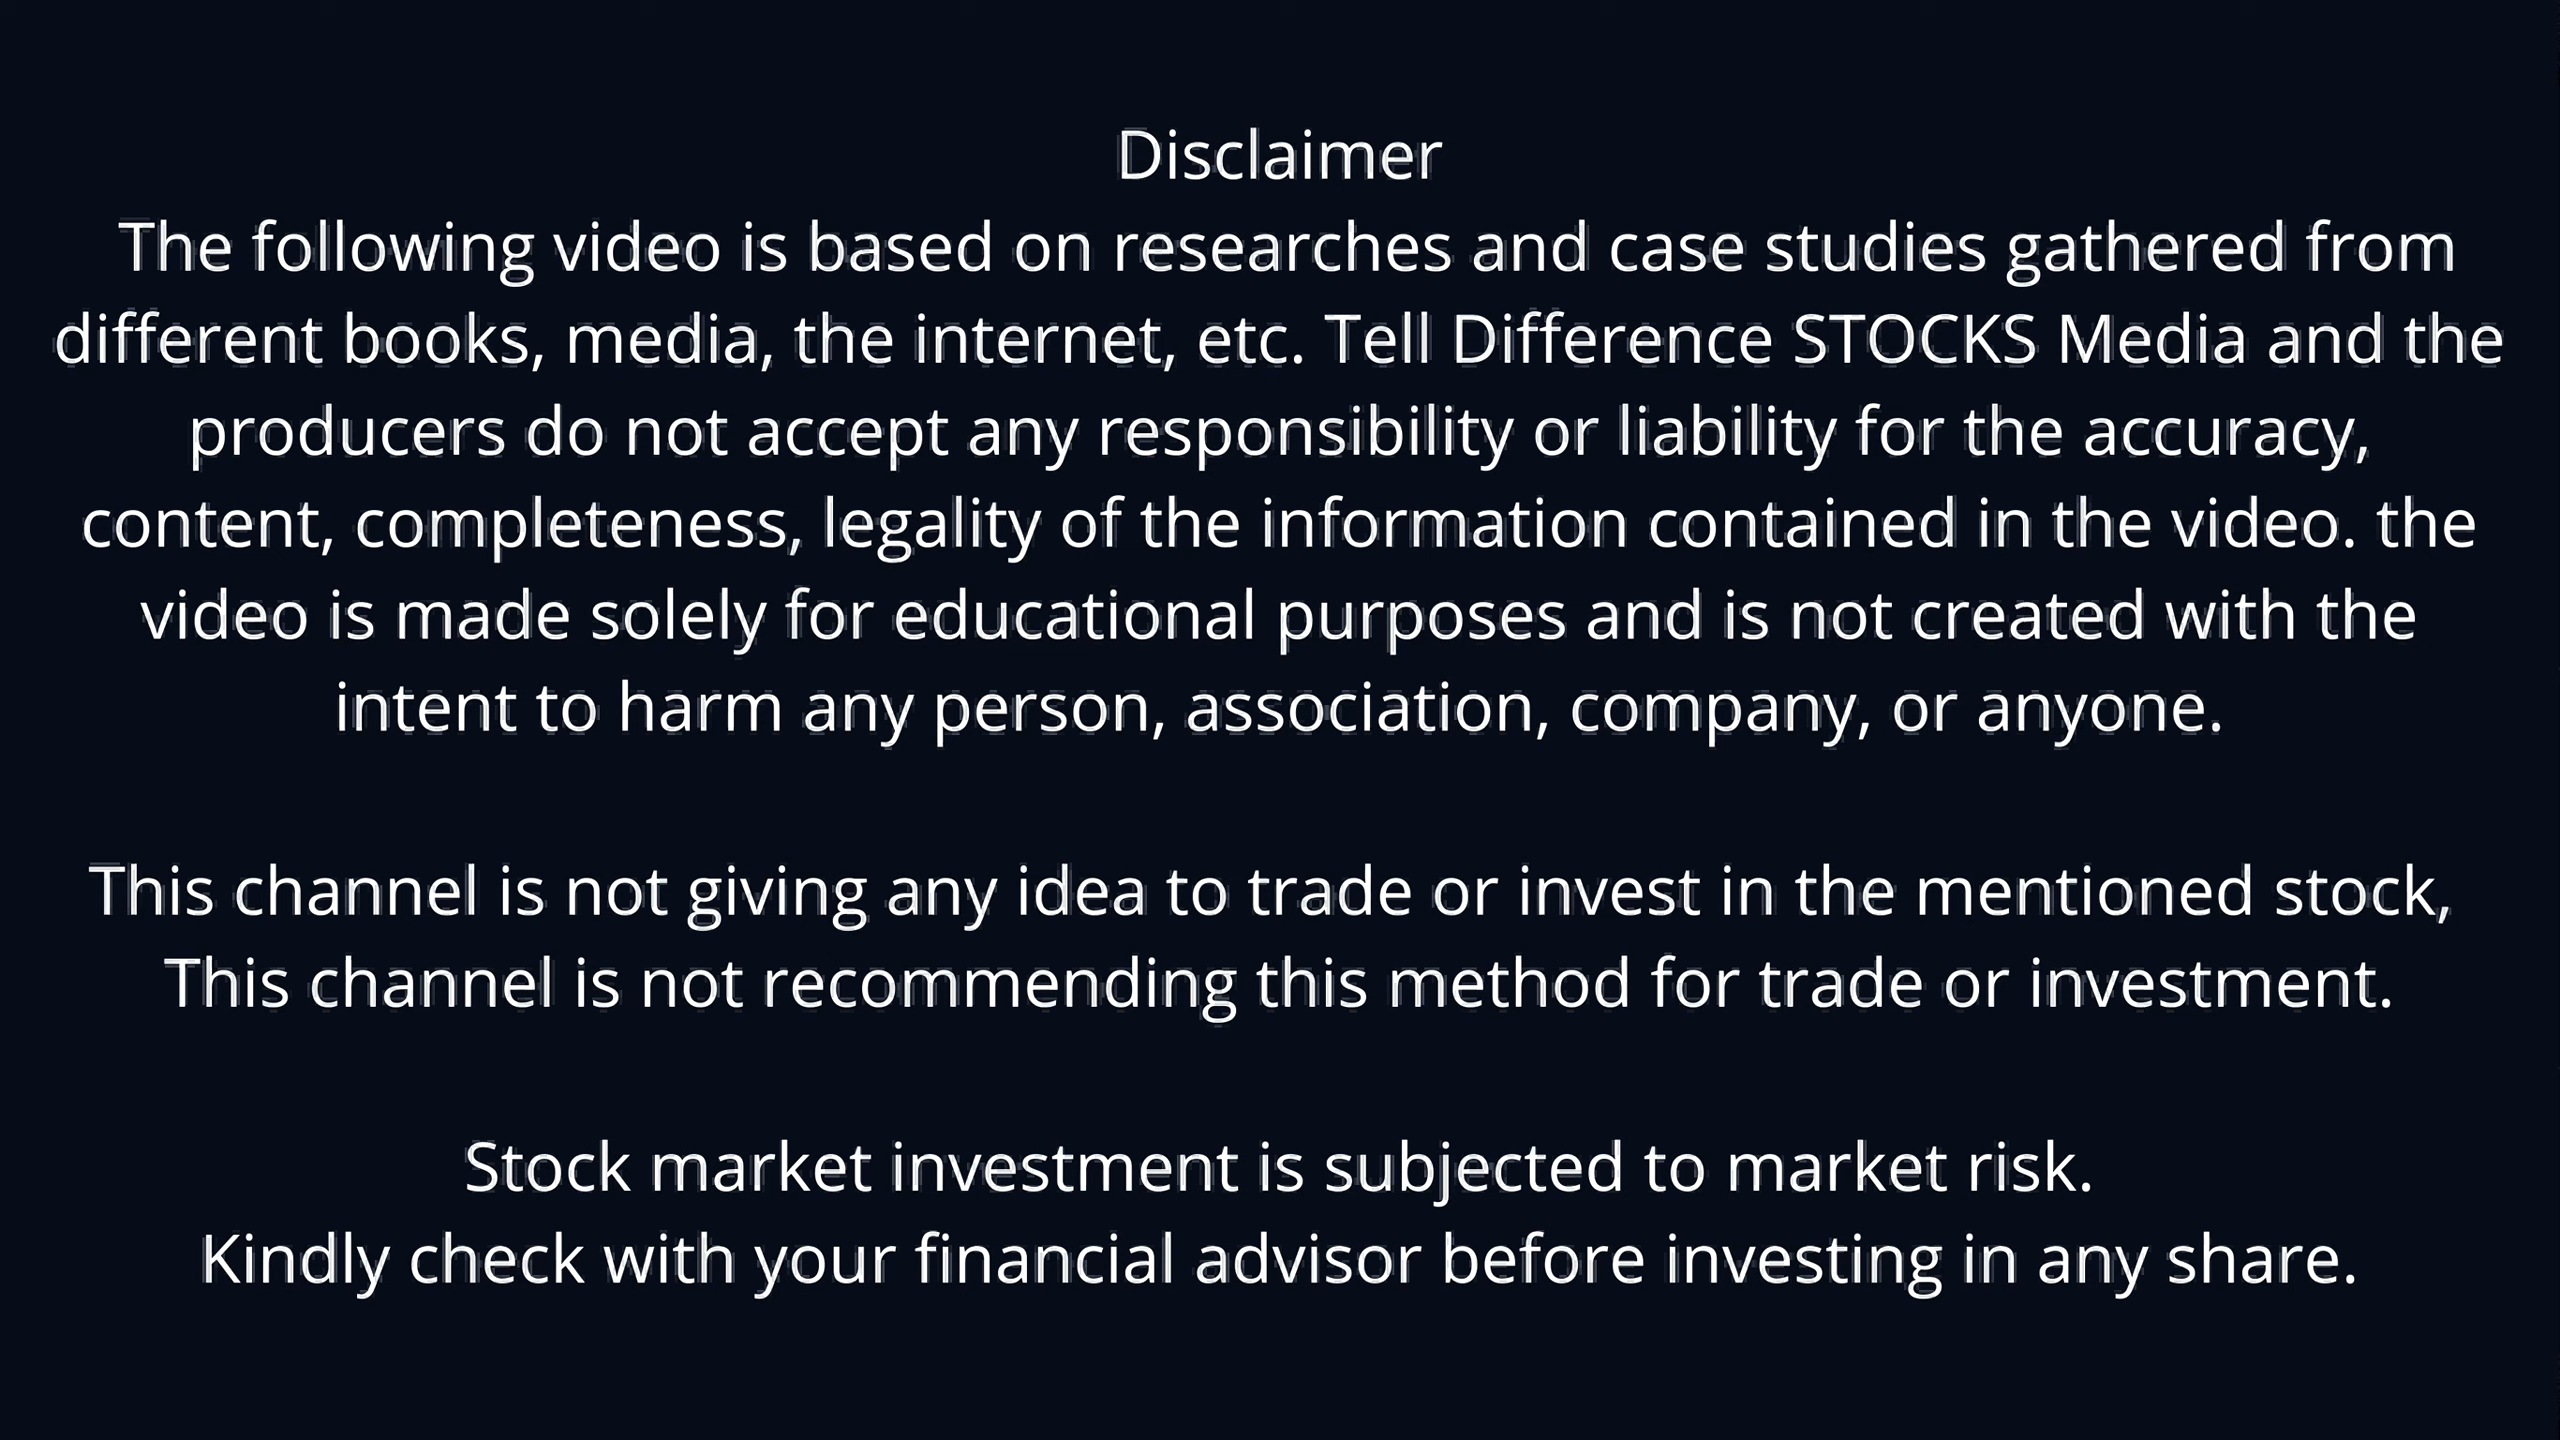 Disclaimer
The following video is based on researches and case studies gathered from
different books, media, the internet, etc. Tell Difference STOCKS Media and the
producers do not accept any responsibility or liability for the accuracy,
content, completeness, legality of the information contained in the video. the
video is made solely for educational purposes and is not created with the
intent to harm any person, association, company, or anyone.
This channel is not giving any idea to trade or invest in the mentioned stock,
This channel is not recommending this method for trade or investment.
Stock market investment is subjected to market risk.
Kindly check with your financial advisor before investing in any share.